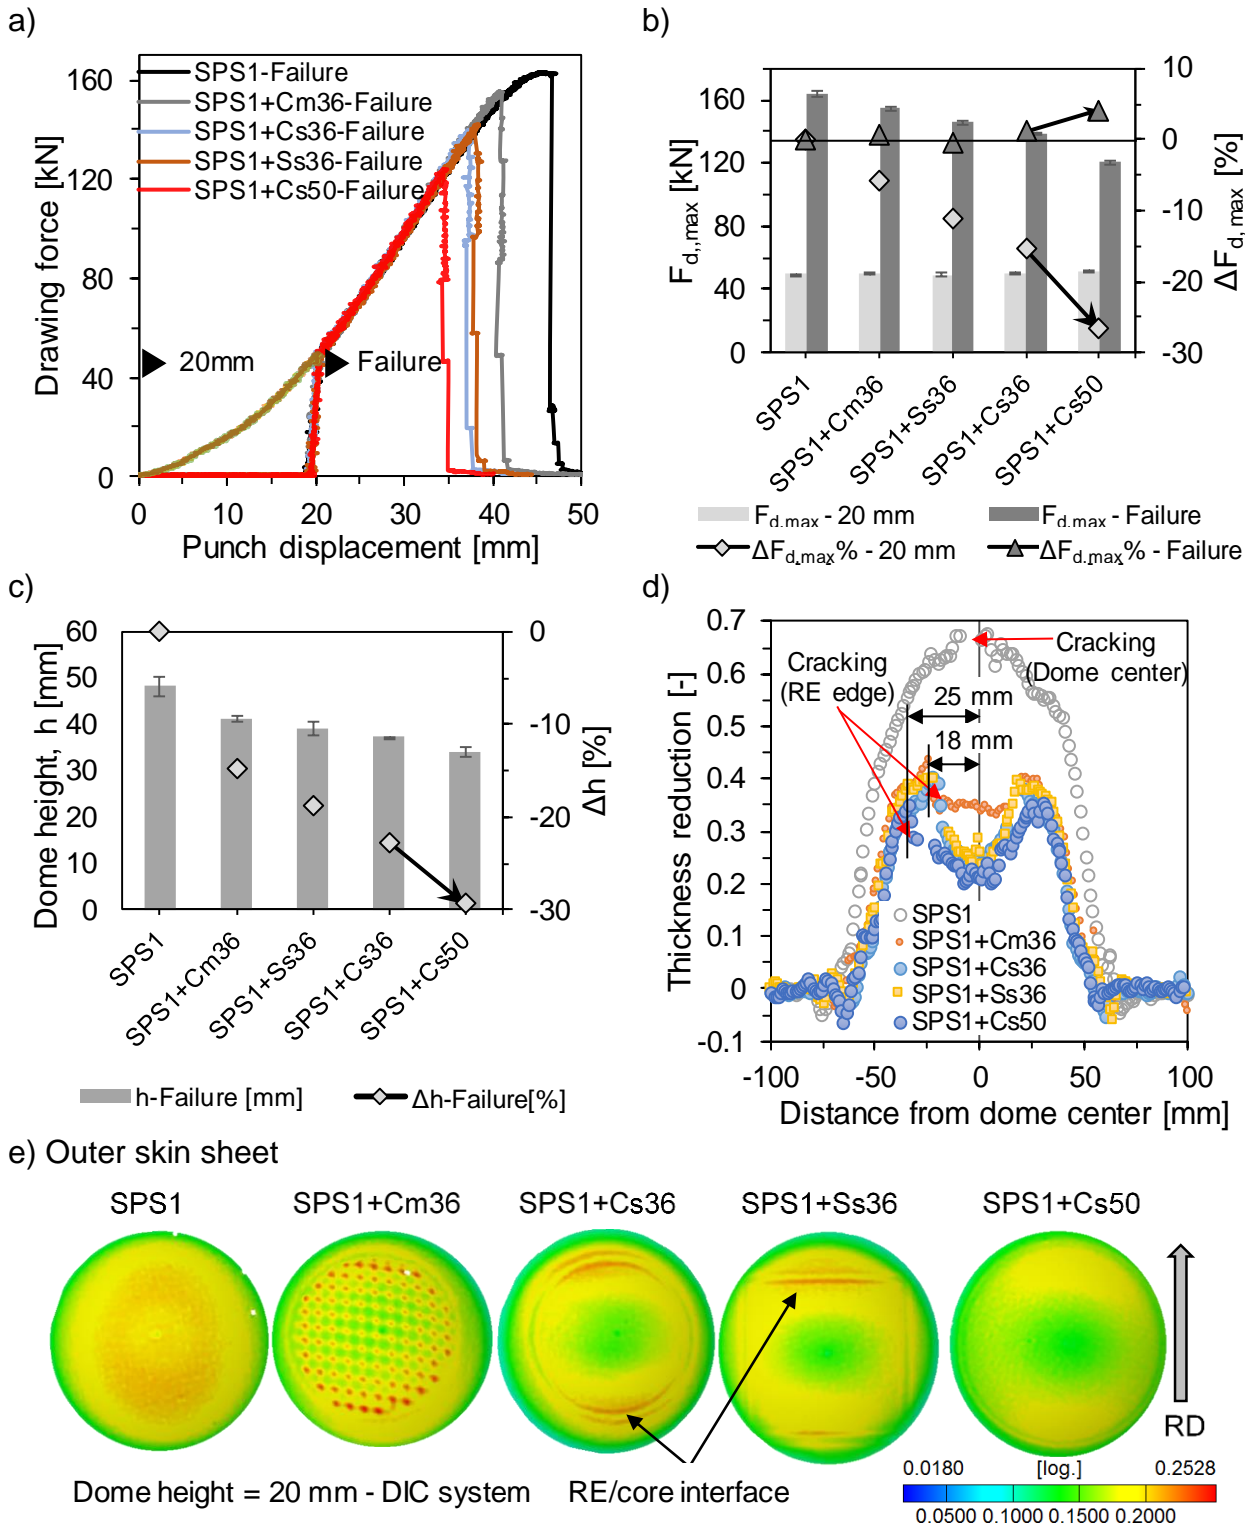 a)
Drawing force [kN]
160
120
80
40
0
SPS1-Failure
SPS1+Cm36-Failure
SPS1+Cs36-Failure
SPS1+Ss36-Failure
SPS1+Cs50-Failure
20mm
Failure
0 10 20 30 40 50
Punch displacement [mm]
b)
F_d,,max [kN]
160
120
80
40
0
10
0
-10
-20
-30
ΔF_d,max [%]
SPS1
SPS1+Cm36
SPS1+Ss36
SPS1+Cs36
SPS1+Cs50
F_d.max - 20 mm
F_d.max - Failure
ΔF_d.max% - 20 mm
ΔF_d.max% - Failure
c)
Dome height, h [mm]
60
50
40
30
20
10
0
0
-10
-20
-30
Δh [%]
SPS1
SPS1+Cm36
SPS1+Ss36
SPS1+Cs36
SPS1+Cs50
h-Failure [mm]
Δh-Failure[%]
d)
Thickness reduction [-]
0.7
0.6
0.5
0.4
0.3
0.2
0.1
0
-0.1
Cracking
(RE edge)
Cracking
(Dome center)
25 mm
18 mm
SPS1
SPS1+Cm36
SPS1+Cs36
SPS1+Ss36
SPS1+Cs50
-100 -50 0 50 100
Distance from dome center [mm]
e) Outer skin sheet
SPS1 SPS1+Cm36 SPS1+Cs36 SPS1+Ss36 SPS1+Cs50
RD
Dome height = 20 mm - DIC system
RE/core interface
0.0180 [log.] 0.2528
0.0500 0.1000 0.1500 0.2000